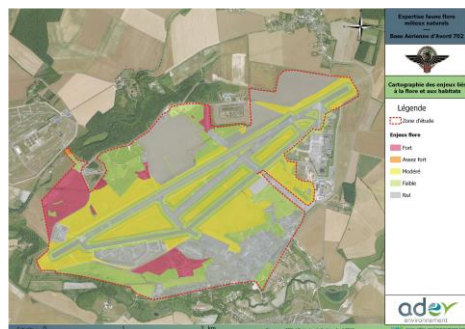 Expertise faune flore
milieux naturels
Base Aérienne d'Avord 702
Cartographie des enjeux liés
à la flore et aux habitats
Légende
Zone d'étude
Enjeux flore
Fort
Assez fort
Modéré
Faible
Nul
adev
environnement